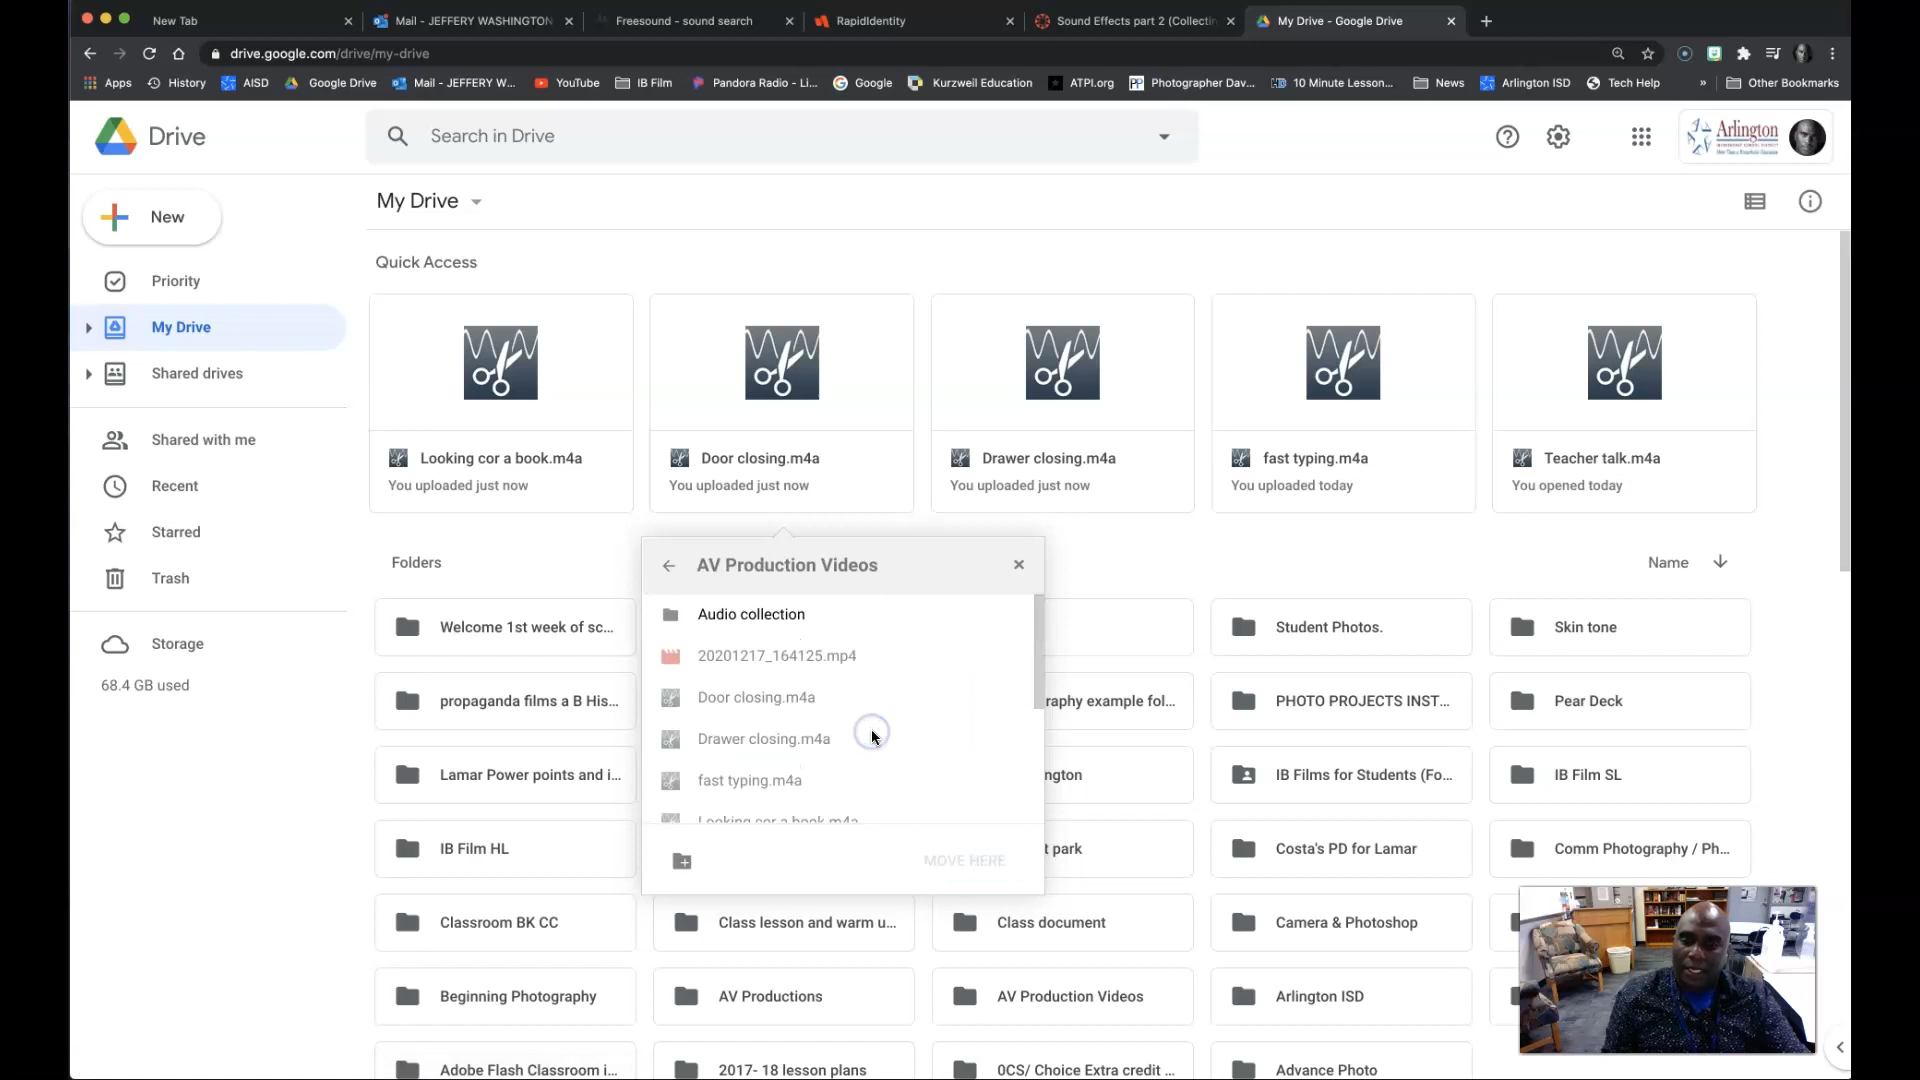 New Tab
Mail - JEFFERY WASHINGTON
Freesound - sound search
RapidIdentity
Sound Effects part 2 (Collectin
My Drive - Google Drive
drive.google.com/drive/my-drive
Apps
History
AISD
Google Drive
Mail - JEFFERY W...
YouTube
IB Film
Pandora Radio - Li...
Google
Kurzweil Education
ATPI.org
Photographer Dav...
10 Minute Lesson...
News
Arlington ISD
Tech Help
»
Other Bookmarks
Drive
Search in Drive
Arlington
New
My Drive
Priority
My Drive
Shared drives
Shared with me
Recent
Starred
Trash
Storage
68.4 GB used
Quick Access
Looking cor a book.m4a
You uploaded just now
Door closing.m4a
You uploaded just now
Drawer closing.m4a
You uploaded just now
fast typing.m4a
You uploaded today
Teacher talk.m4a
You opened today
Folders
Name
AV Production Videos
Audio collection
20201217_164125.mp4
Door closing.m4a
Drawer closing.m4a
fast typing.m4a
Looking cor a book.m4a
MOVE HERE
Welcome 1st week of sc...
Student Photos.
Skin tone
propaganda films a B His...
raphy example fol...
PHOTO PROJECTS INST...
Pear Deck
Lamar Power points and i...
ngton
IB Films for Students (Fo...
IB Film SL
IB Film HL
t park
Costa's PD for Lamar
Comm Photography / Ph...
Classroom BK CC
Class lesson and warm u...
Class document
Camera & Photoshop
Beginning Photography
AV Productions
AV Production Videos
Arlington ISD
Adobe Flash Classroom i...
2017- 18 lesson plans
0CS/ Choice Extra credit ...
Advance Photo